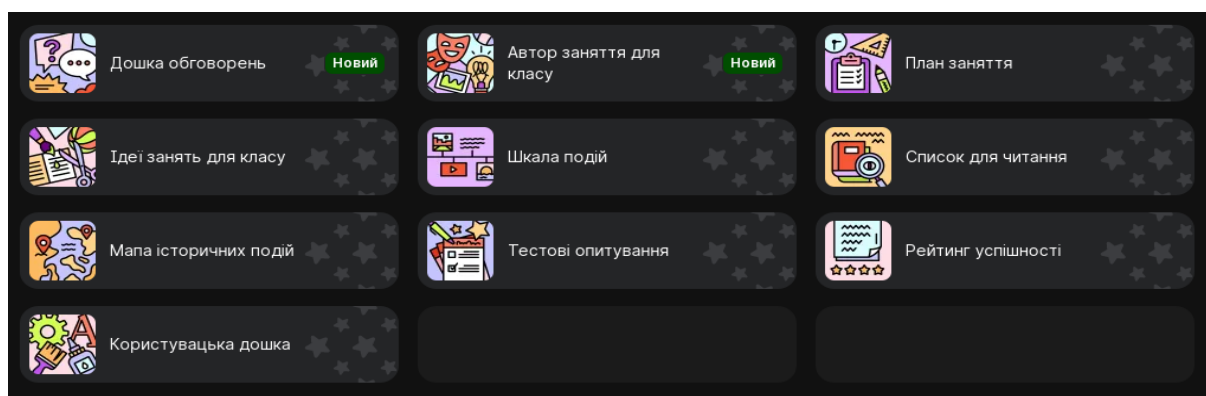 Дошка обговорень
Новий
Автор заняття для
класу
Новий
План заняття
Ідеї занять для класу
Шкала подій
Список для читання
Мапа історичних подій
Тестові опитування
Рейтинг успішності
Користувацька дошка